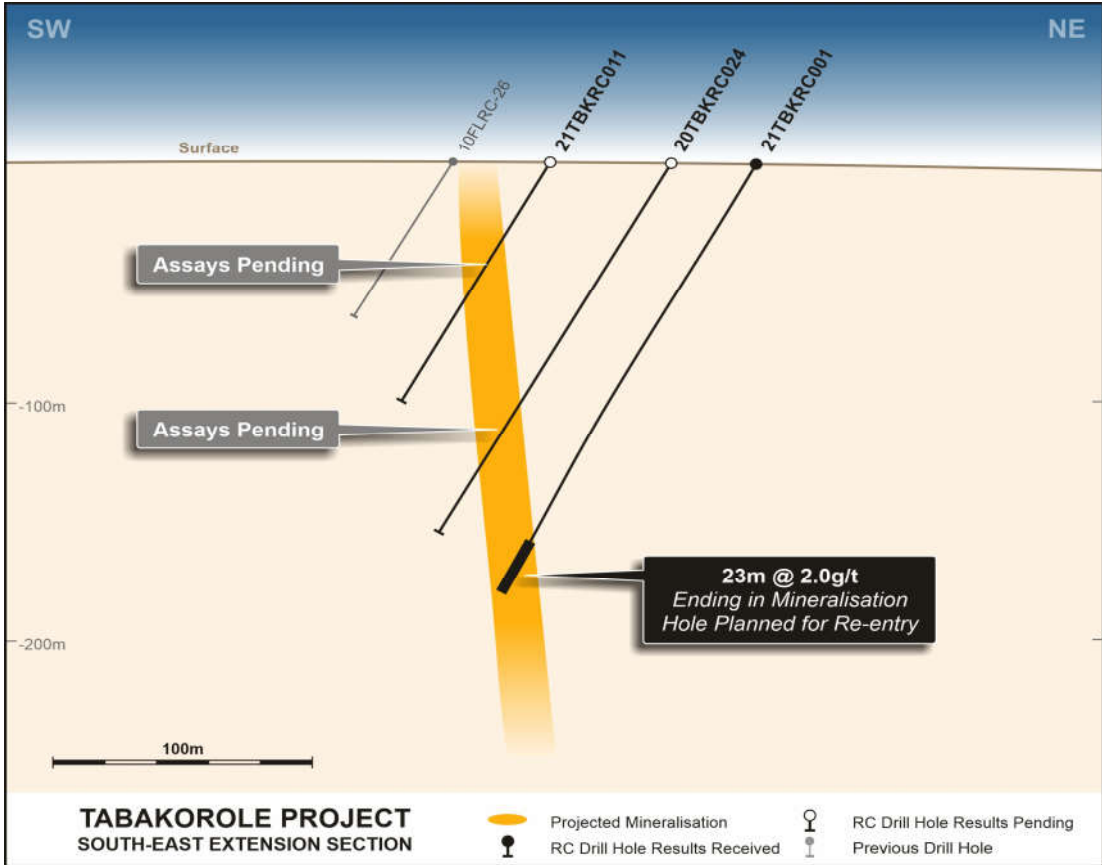 SW
NE
10FLRC-26
21TBKRC011
20TBKRC024
21TBKRC001
Surface
Assays Pending
-100m
Assays Pending
23m @ 2.0g/t
Ending in Mineralisation
Hole Planned for Re-entry
-200m
100m
TABAKOROLE PROJECT
SOUTH-EAST EXTENSION SECTION
Projected Mineralisation
RC Drill Hole Results Received
RC Drill Hole Results Pending
Previous Drill Hole